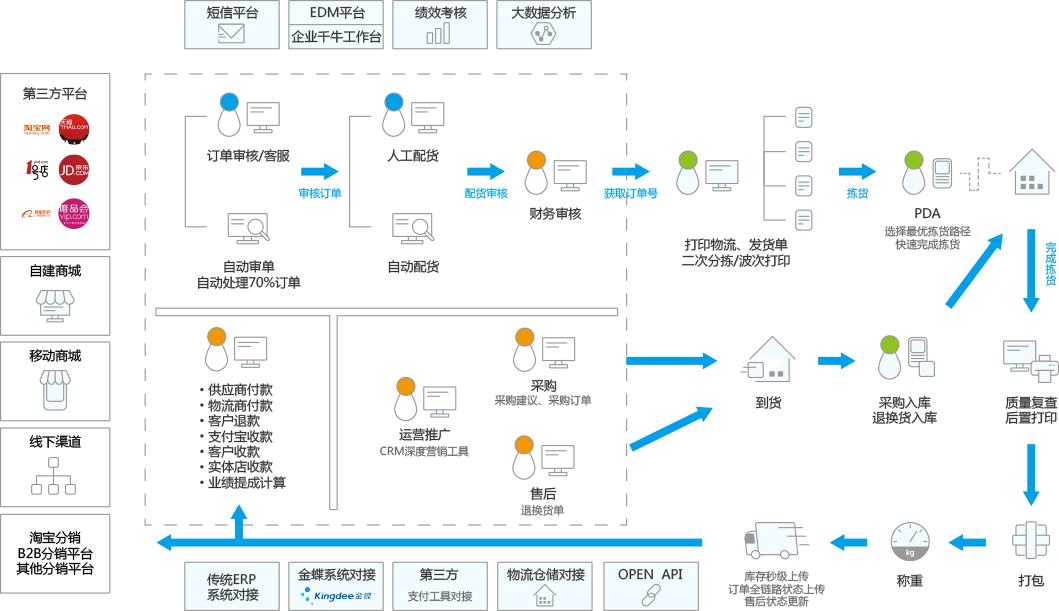 短信平台
EDM平台
企业千牛工作台
绩效考核
大数据分析
第三方平台
淘宝网
天猫
TMALL.COM
1号店
JD京东
.COM
唯品会
vip.com
自建商城
移动商城
线下渠道
淘宝分销
B2B分销平台
其他分销平台
订单审核/客服
自动审单
自动处理70%订单
审核订单
人工配货
自动配货
配货审核
财务审核
获取订单号
打印物流、发货单
二次分拣/波次打印
拣货
PDA
选择最优拣货路径
快速完成拣货
完成拣货
·供应商付款
·物流商付款
·客户退款
·支付宝收款
·客户收款
·实体店收款
·业绩提成计算
运营推广
CRM深度营销工具
采购
采购建议、采购订单
售后
退换货单
到货
采购入库
退换货入库
质量复查
后置打印
打包
kg
称重
库存秒级上传
订单全链路状态上传
售后状态更新
传统ERP
系统对接
金蝶系统对接
Kingdee金蝶
第三方
支付工具对接
物流仓储对接
OPEN API